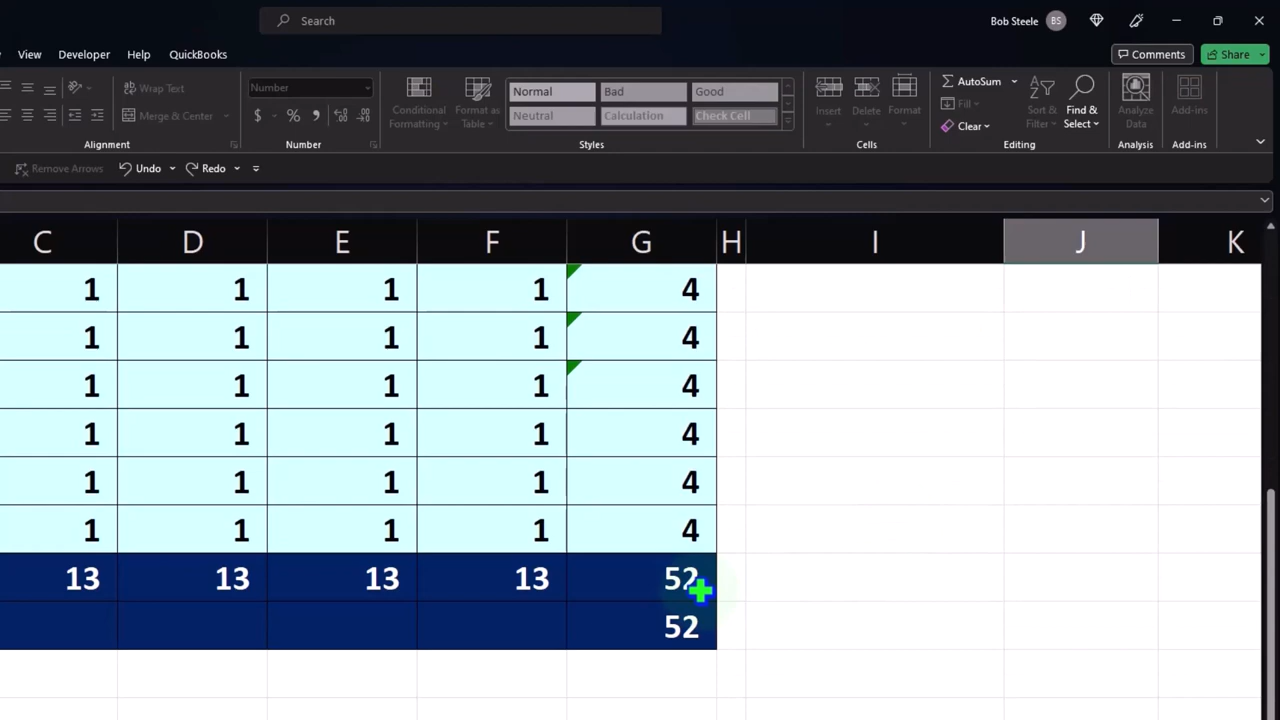 Search
Bob Steele BS
View Developer Help QuickBooks
Comments Share
Wrap Text
Merge & Center
Number
$ % ,
Conditional Formatting
Format as Table
Normal Bad Good
Neutral Calculation Check Cell
Insert Delete Format
AutoSum
Fill
Clear
Sort & Filter
Find & Select
Analyze Data
Add-ins
Alignment Number Styles Cells Editing Analysis Add-ins
Remove Arrows Undo Redo
C D E F G H I J K
1 1 1 1 4
1 1 1 1 4
1 1 1 1 4
1 1 1 1 4
1 1 1 1 4
1 1 1 1 4
13 13 13 13 52
52